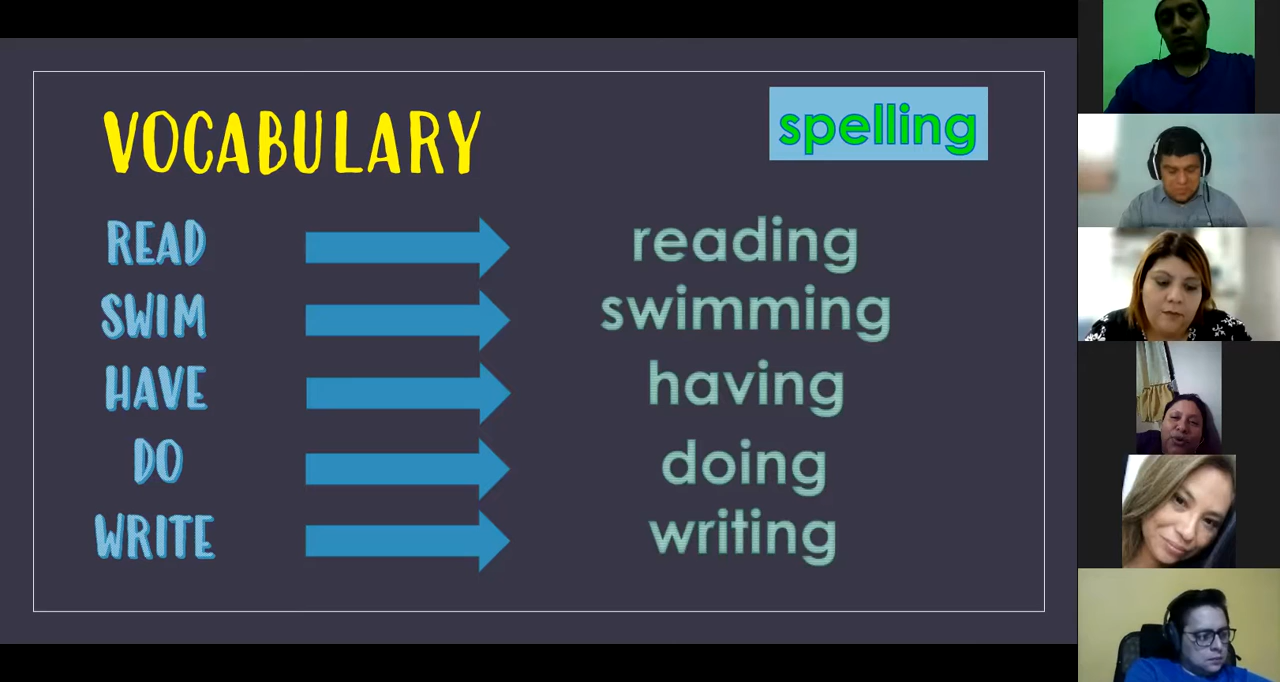 VOCABULARY
spelling
READ
reading
SWIM
swimming
HAVE
having
DO
doing
WRITE
writing